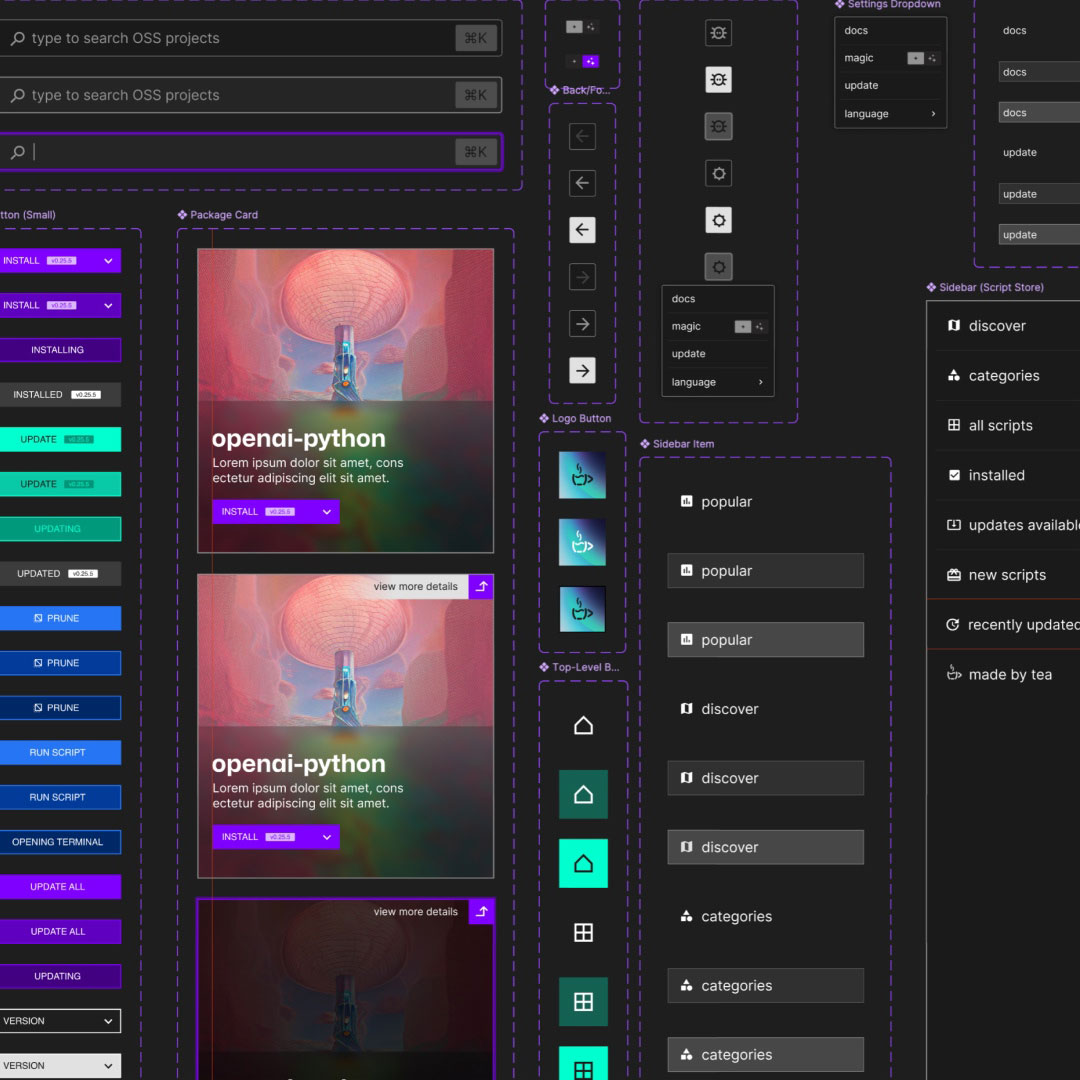 type to search OSS projects ⌘K
type to search OSS projects ⌘K
⌘K
tton (Small)
INSTALL v0.25.5
INSTALL v0.25.5
INSTALLING
INSTALLED v0.25.5
UPDATE v0.25.5
UPDATE v0.25.5
UPDATING
UPDATED v0.25.5
PRUNE
PRUNE
PRUNE
RUN SCRIPT
RUN SCRIPT
OPENING TERMINAL
UPDATE ALL
UPDATE ALL
UPDATING
VERSION
VERSION
Package Card
openai-python
Lorem ipsum dolor sit amet, cons
ectetur adipiscing elit sit amet.
INSTALL v0.25.5
view more details
openai-python
Lorem ipsum dolor sit amet, cons
ectetur adipiscing elit sit amet.
INSTALL v0.25.5
view more details
Back/Fo...
Logo Button
Top-Level B...
docs
magic
update
language
Sidebar Item
popular
popular
popular
discover
discover
discover
categories
categories
categories
Settings Dropdown
docs
magic
update
language
docs
docs
docs
update
update
update
Sidebar (Script Store)
discover
categories
all scripts
installed
updates availabl
new scripts
recently updated
made by tea